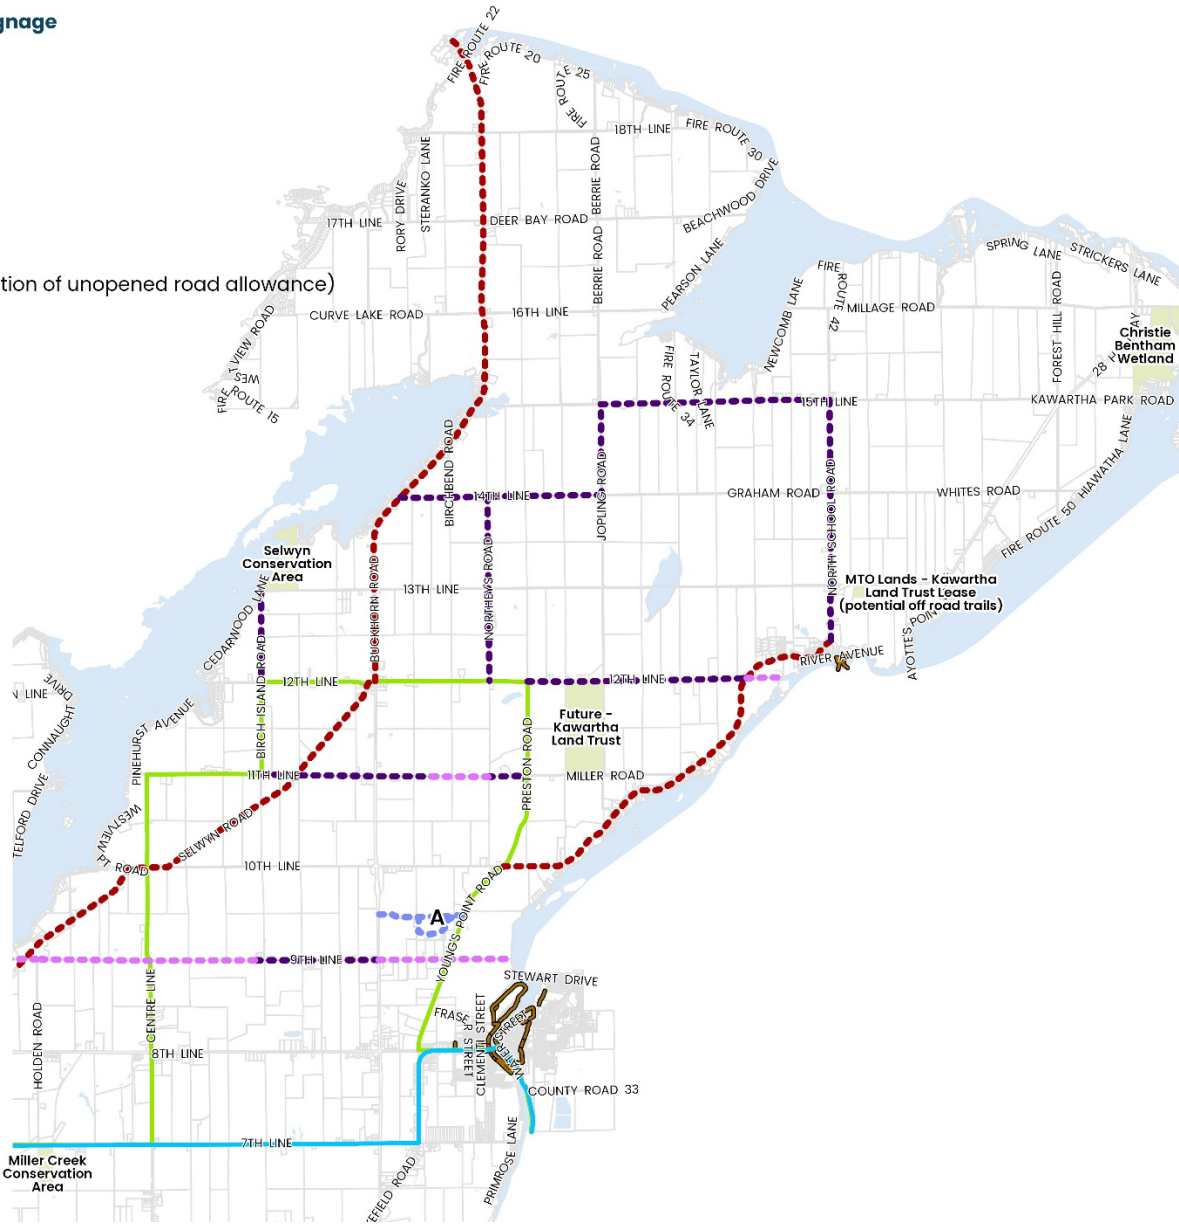 gnage
FIRE ROUTE 22
FIRE ROUTE 20
FIRE ROUTE 25
18TH LINE
FIRE ROUTE 30
STERANKO LANE
BERRIE ROAD
BEACHWOOD DRIVE
RORY DRIVE
17TH LINE
DEER BAY ROAD
PEARSON LANE
SPRING LANE
STRICKERS LANE
BERRIE ROAD
tion of unopened road allowance)
FIRE ROUTE 42
NEWCOMB LANE
FOREST HILL ROAD
CURVE LAKE ROAD
16TH LINE
MILLAGE ROAD
Christie
Bentham
Wetland
FIRE ROUTE 34
TAYLOR LANE
FIRE ROUTE 15
15TH LINE
KAWARTHA PARK ROAD
BIRCHBEND ROAD
JOPLING ROAD
NORTH SCHOOL ROAD
HIAWATHA LANE
14TH LINE
GRAHAM ROAD
WHITES ROAD
FIRE ROUTE 50
Selwyn
Conservation
Area
CEDARWOOD LANE
BUCKHORN ROAD
13TH LINE
NORTHEYS ROAD
MTO Lands - Kawartha
Land Trust Lease
(potential off road trails)
BIRCH ISLAND ROAD
RIVER AVENUE
N LINE
CONNAUGHT DRIVE
12TH LINE
12TH LINE
PINEHURST AVENUE
PRESTON ROAD
Future -
Kawartha
Land Trust
TELFORD DRIVE
11TH LINE
MILLER ROAD
SELWYN ROAD
10TH LINE
YOUNG'S POINT ROAD
A
9TH LINE
STEWART DRIVE
HOLDEN ROAD
CENTRE LINE
FRASER STREET
CLEMENTI STREET
WATER STREET
8TH LINE
COUNTY ROAD 33
7TH LINE
PRIMROSE LANE
EFIELD ROAD
Miller Creek
Conservation
Area